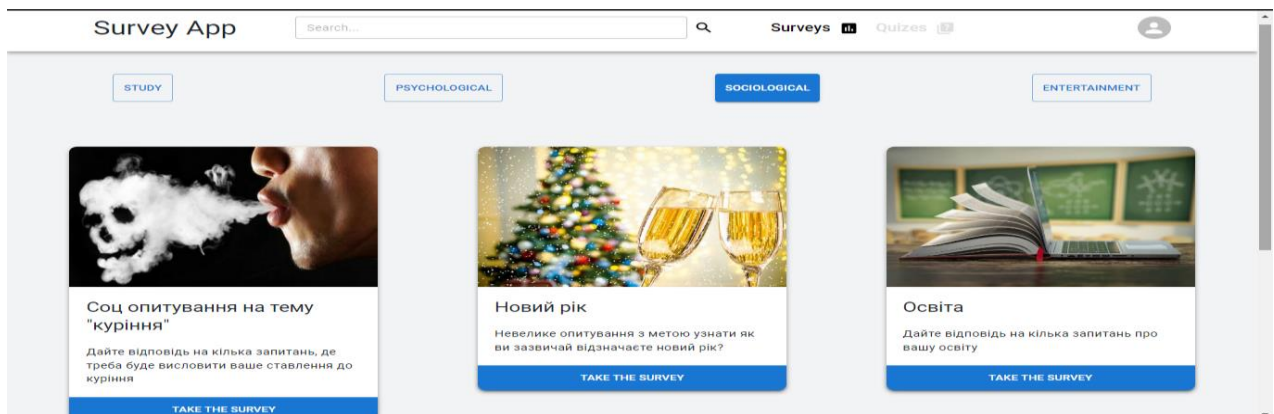 Survey App
Search...
Surveys
Quizes
STUDY
PSYCHOLOGICAL
SOCIOLOGICAL
ENTERTAINMENT
Соц опитування на тему
"куріння"
Дайте відповідь на кілька запитань, де
треба буде висловити ваше ставлення до
куріння
TAKE THE SURVEY
Новий рік
Невелике опитування з метою узнати як
ви зазвичай відзначаєте новий рік?
TAKE THE SURVEY
Освіта
Дайте відповідь на кілька запитань про
вашу освіту
TAKE THE SURVEY